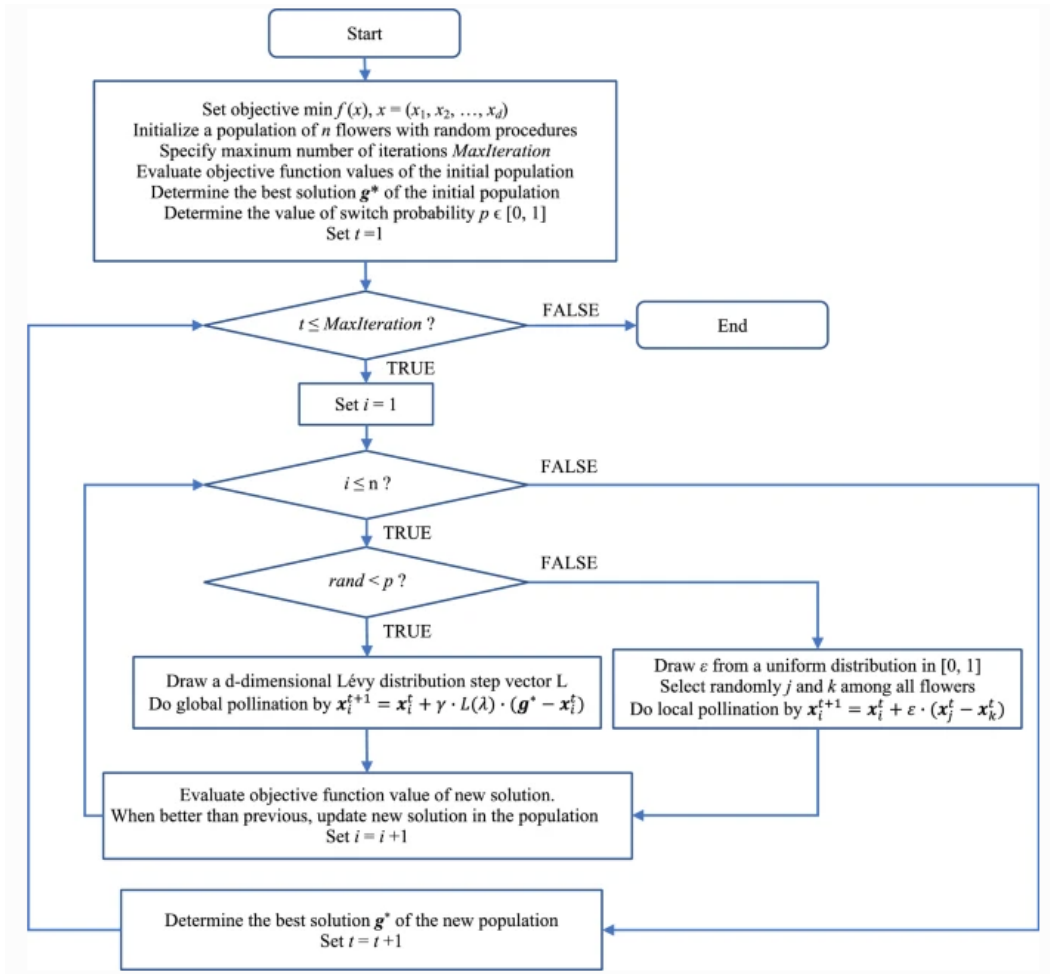 Start
Set objective min f (x), x = (x₁, x₂, …, x_d)
Initialize a population of n flowers with random procedures
Specify maxinum number of iterations MaxIteration
Evaluate objective function values of the initial population
Determine the best solution g* of the initial population
Determine the value of switch probability p ϵ [0, 1]
Set t =1
t ≤ MaxIteration ?
FALSE
End
TRUE
Set i = 1
i ≤ n ?
FALSE
TRUE
rand < p ?
FALSE
TRUE
Draw a d-dimensional Lévy distribution step vector L
Do global pollination by x_i^{t+1} = x_i^t + γ · L(λ) · (g* − x_i^t)
Draw ε from a uniform distribution in [0, 1]
Select randomly j and k among all flowers
Do local pollination by x_i^{t+1} = x_i^t + ε · (x_j^t − x_k^t)
Evaluate objective function value of new solution.
When better than previous, update new solution in the population
Set i = i +1
Determine the best solution g* of the new population
Set t = t +1